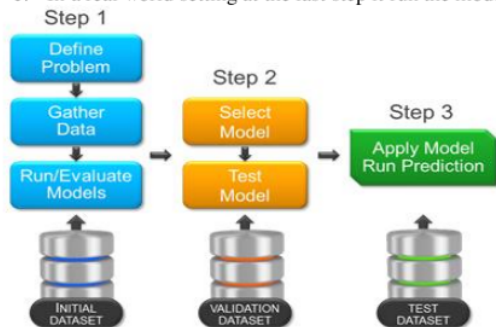 Step 1
Define
Problem
Gather
Data
Run/Evaluate
Models
INITIAL
DATASET
Step 2
Select
Model
Test
Model
VALIDATION
DATASET
Step 3
Apply Model
Run Prediction
TEST
DATASET